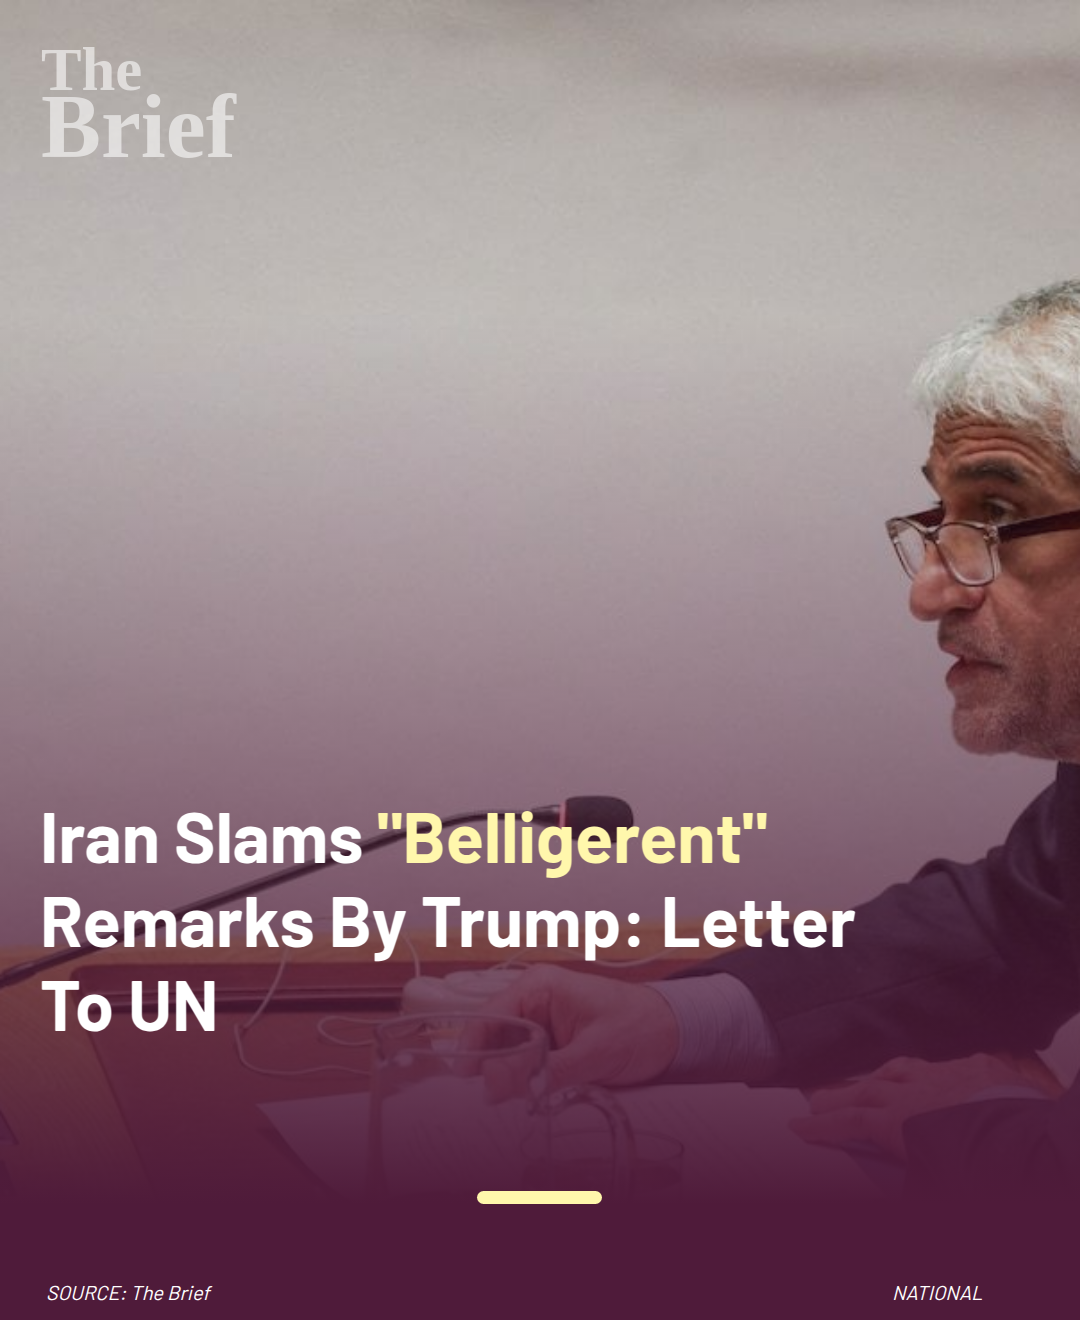 The
Brief
Iran Slams "Belligerent"
Remarks By Trump: Letter
To UN
SOURCE: The Brief
NATIONAL